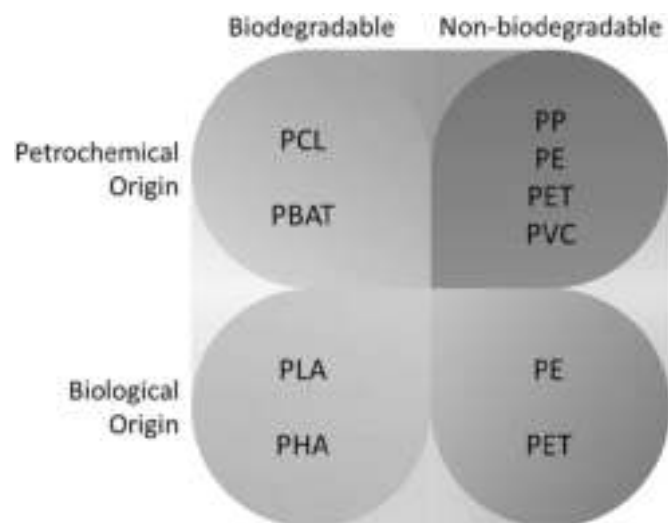 Biodegradable Non-biodegradable
Petrochemical
Origin
PCL
PBAT
PP
PE
PET
PVC
Biological
Origin
PLA
PHA
PE
PET